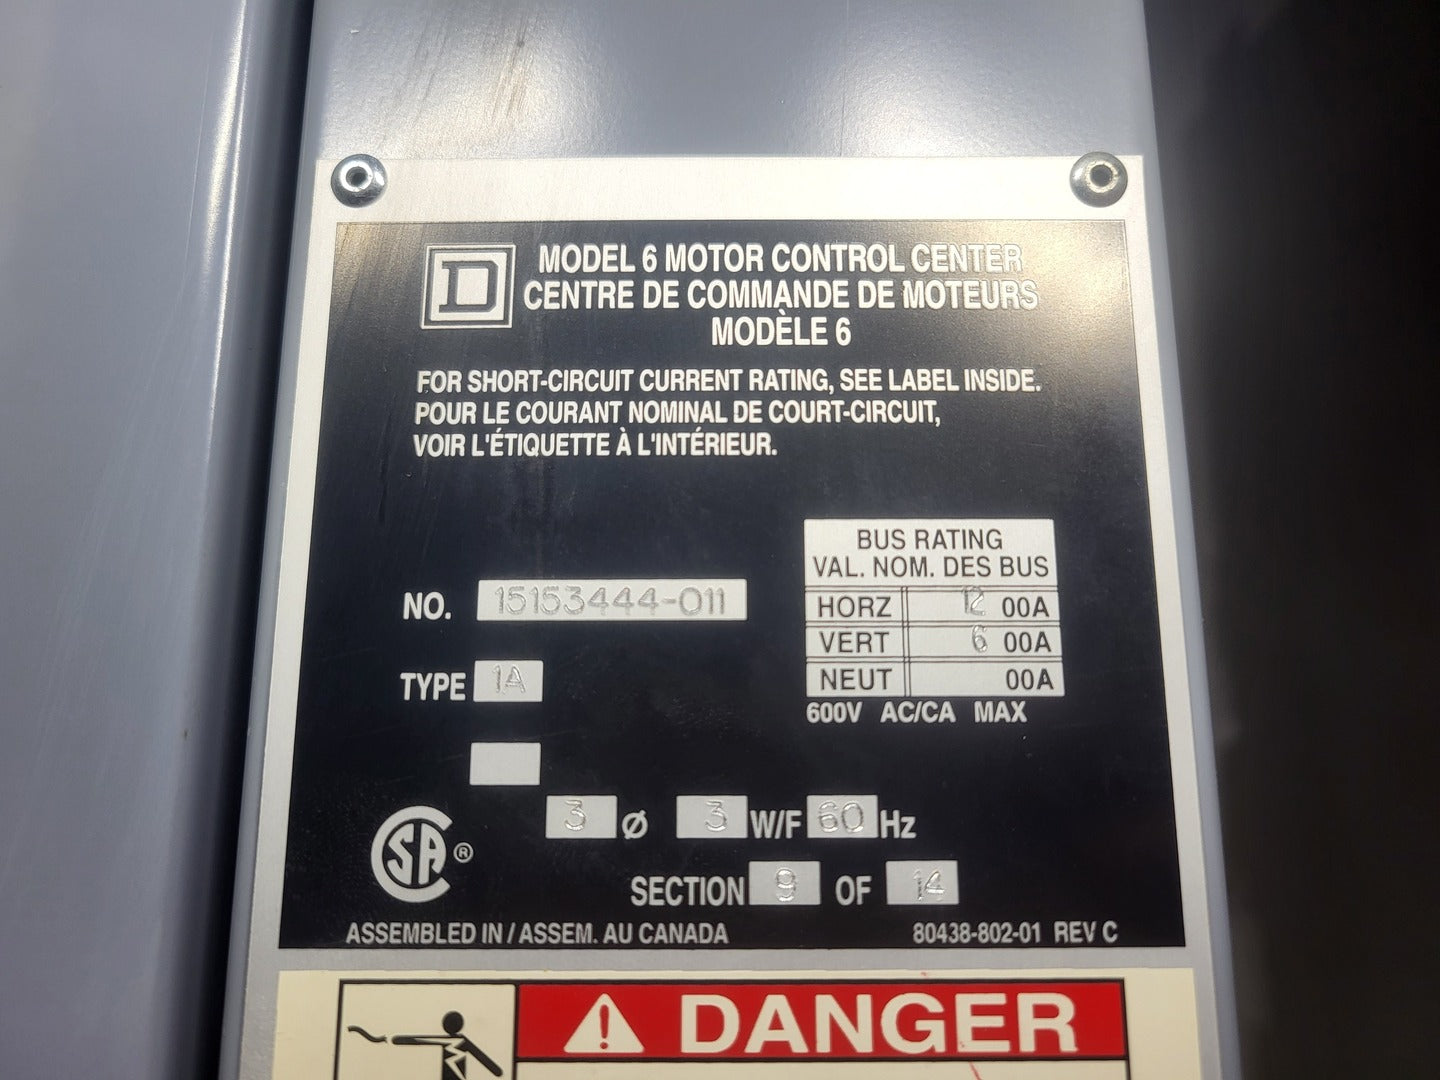 D
MODEL 6 MOTOR CONTROL CENTER
CENTRE DE COMMANDE DE MOTEURS
MODÈLE 6
FOR SHORT-CIRCUIT CURRENT RATING, SEE LABEL INSIDE.
POUR LE COURANT NOMINAL DE COURT-CIRCUIT,
VOIR L'ÉTIQUETTE À L'INTÉRIEUR.
BUS RATING
VAL. NOM. DES BUS
HORZ 12 00A
VERT 6 00A
NEUT 00A
600V AC/CA MAX
NO. 15153444-011
TYPE 1A
3 Ø 3 W/F 60 Hz
SA ®
SECTION 9 OF 14
ASSEMBLED IN / ASSEM. AU CANADA 80438-802-01 REV C
DANGER